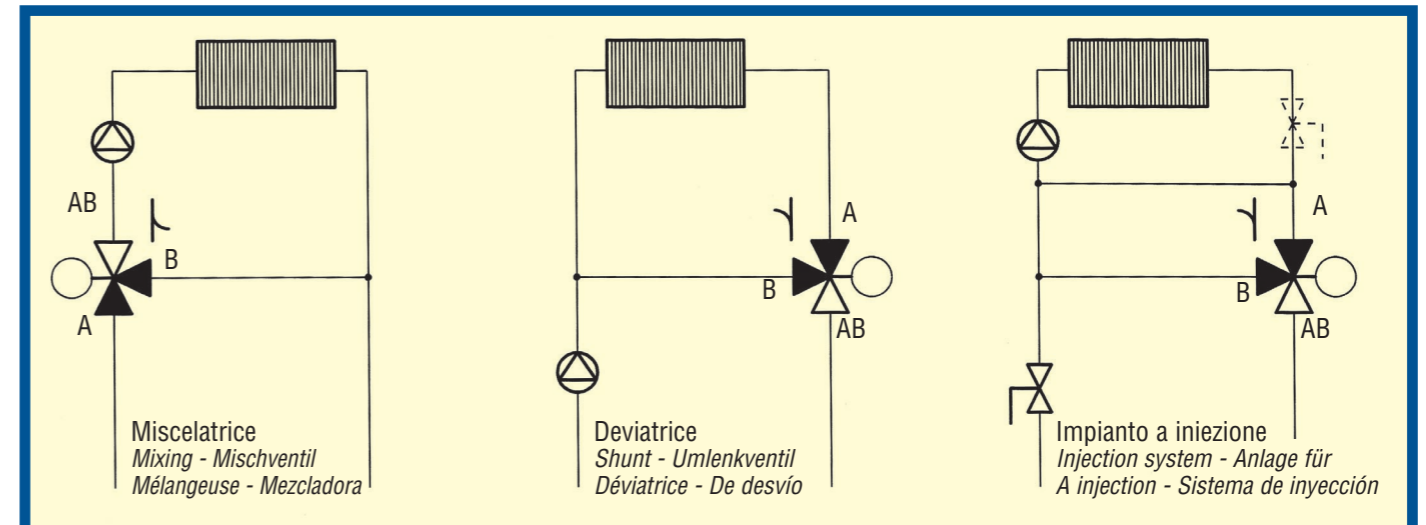 AB
B
A
Miscelatrice
Mixing - Mischventil
Mélangeuse - Mezcladora
A
B
AB
Deviatrice
Shunt - Umlenkventil
Déviatrice - De desvío
A
B
AB
Impianto a iniezione
Injection system - Anlage für
A injection - Sistema de inyección